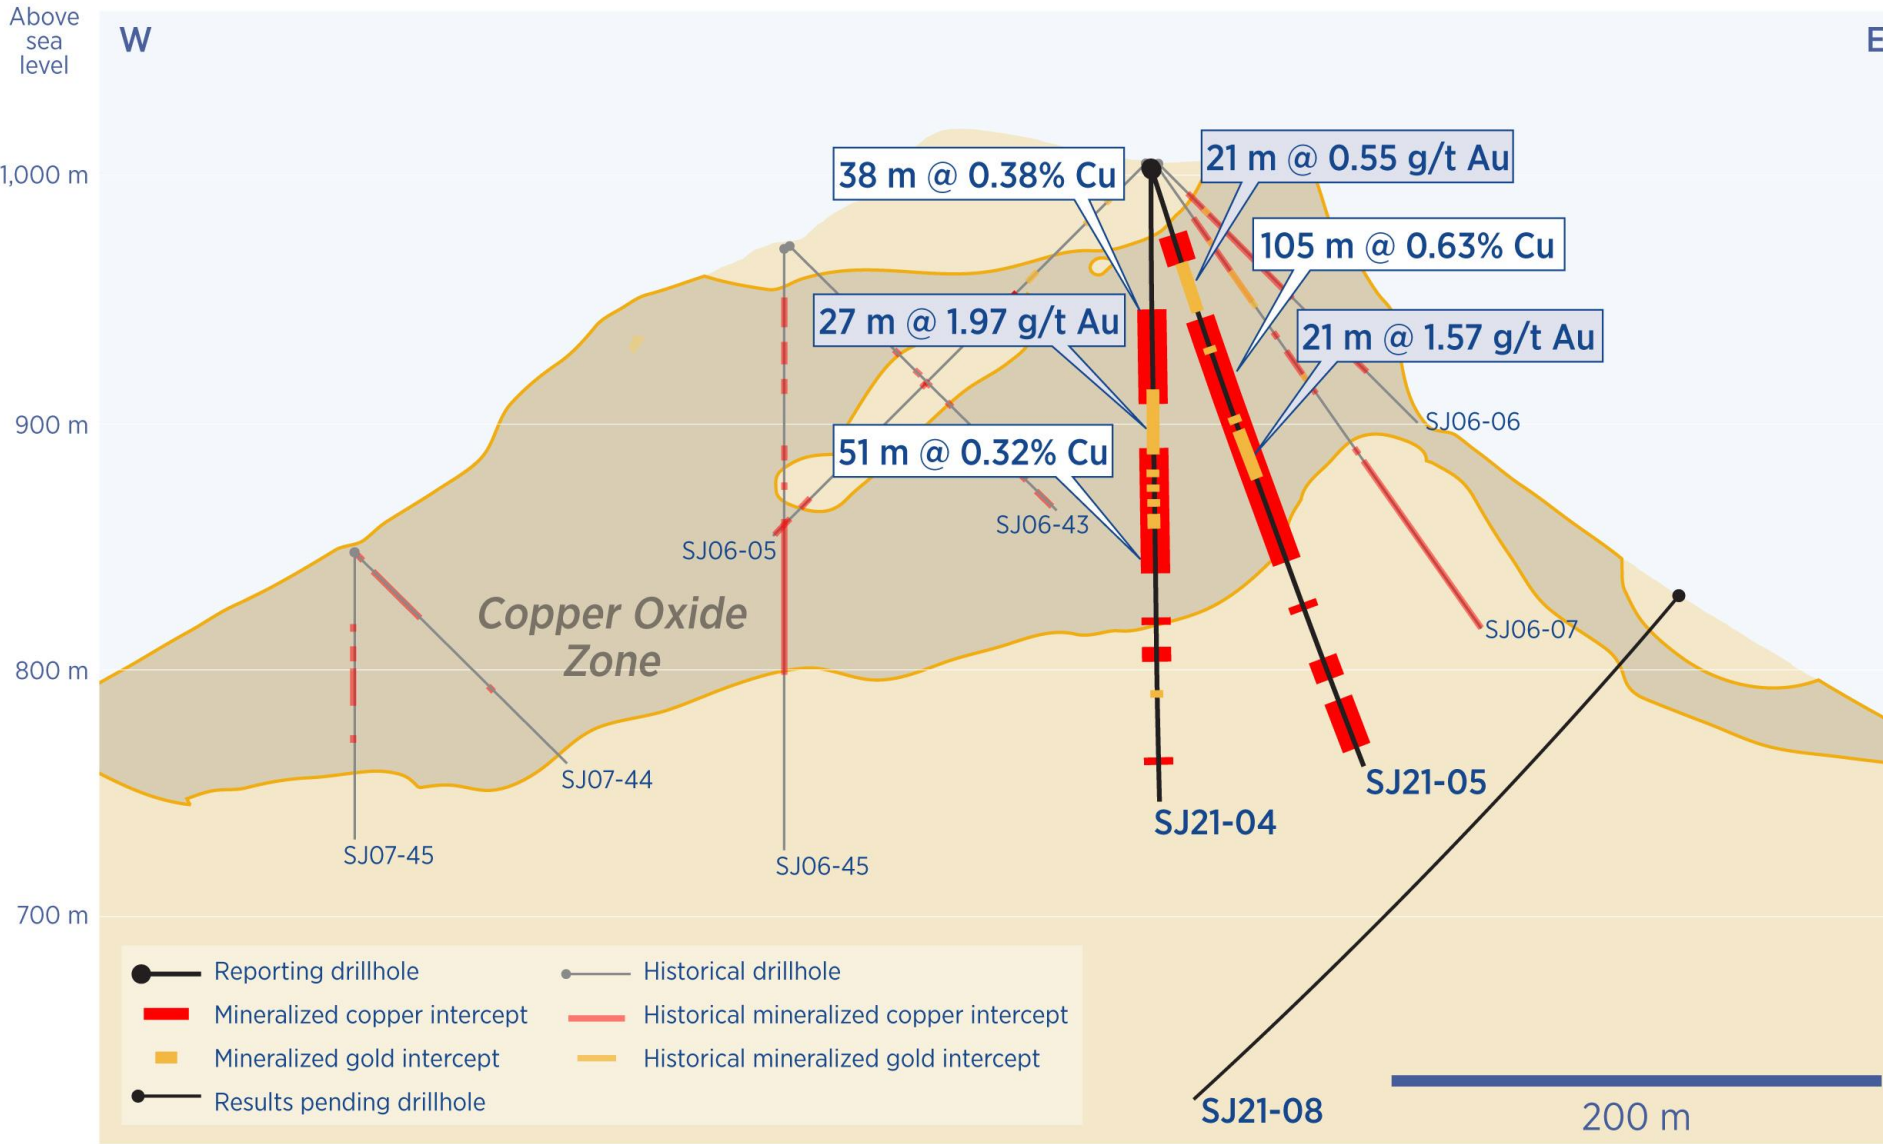 Above
sea
level
W
E
1,000 m
900 m
800 m
700 m
38 m @ 0.38% Cu
21 m @ 0.55 g/t Au
105 m @ 0.63% Cu
27 m @ 1.97 g/t Au
21 m @ 1.57 g/t Au
51 m @ 0.32% Cu
SJ06-06
SJ06-43
SJ06-05
SJ06-07
Copper Oxide
Zone
SJ07-44
SJ21-05
SJ21-04
SJ07-45
SJ06-45
SJ21-08
Reporting drillhole
Historical drillhole
Mineralized copper intercept
Historical mineralized copper intercept
Mineralized gold intercept
Historical mineralized gold intercept
Results pending drillhole
200 m